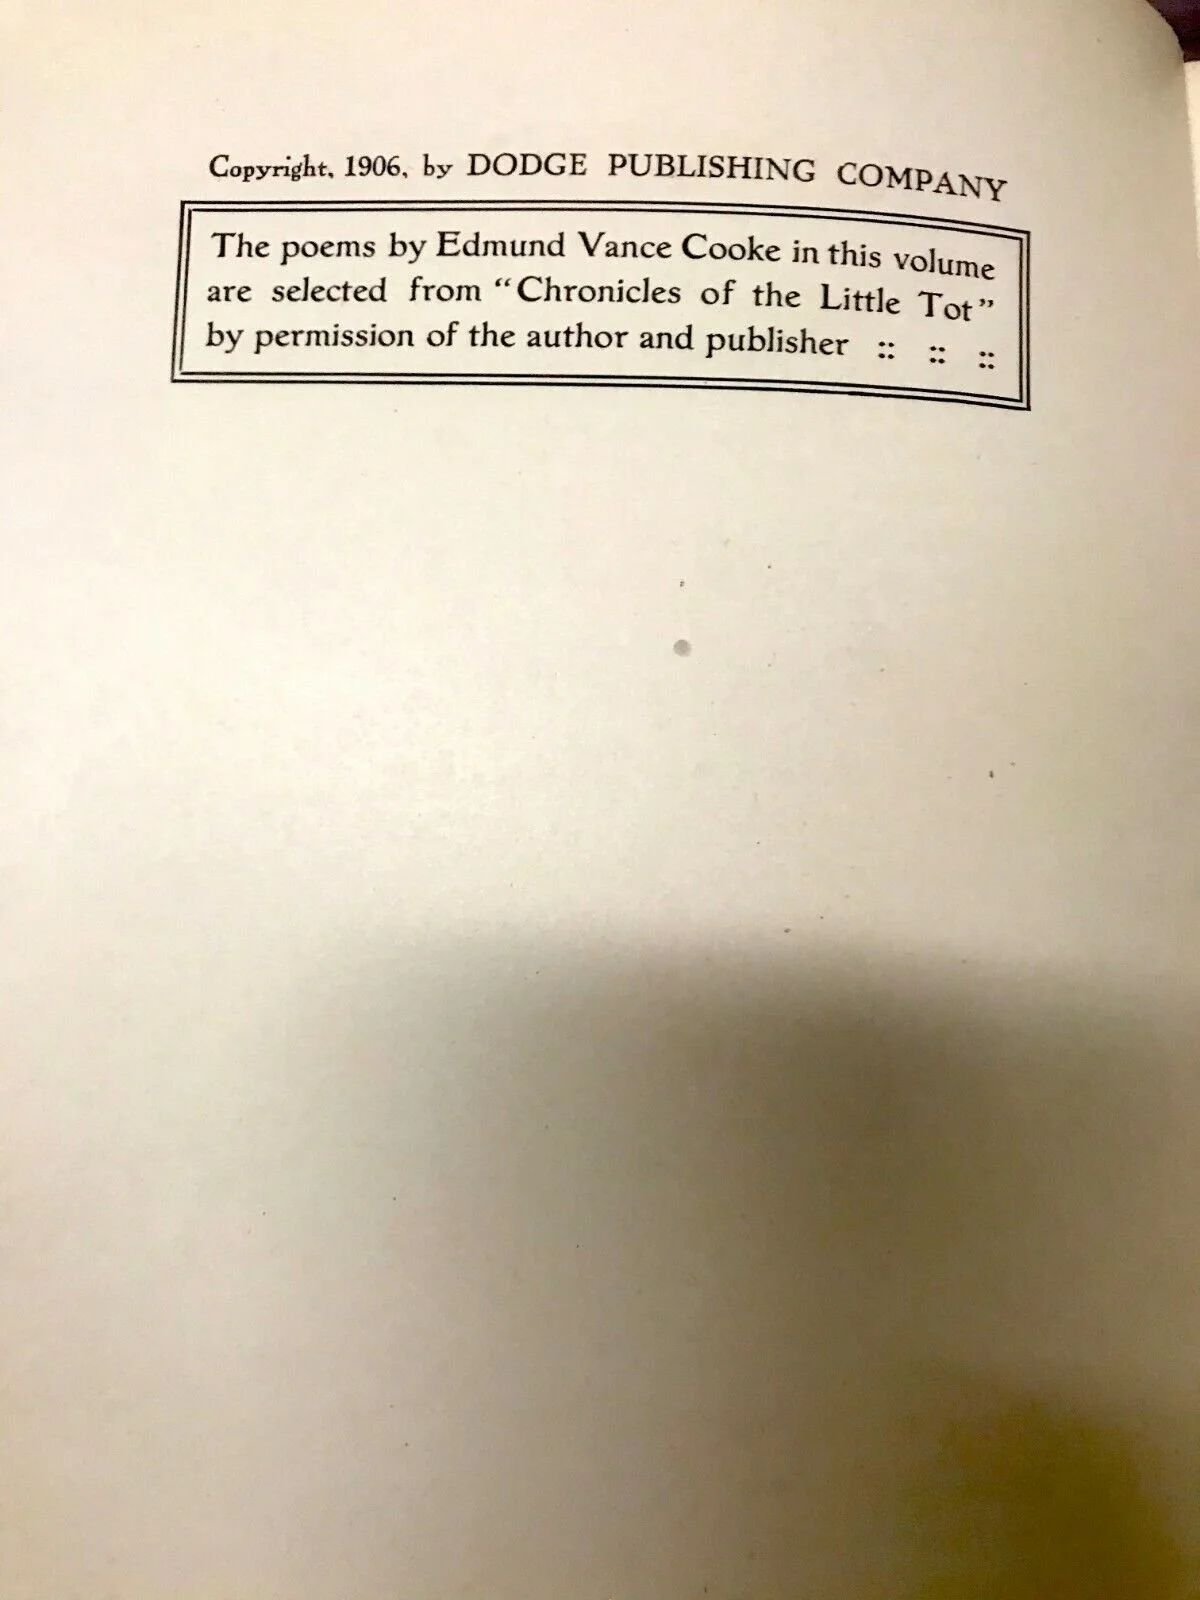 Copyright, 1906, by DODGE PUBLISHING COMPANY
The poems by Edmund Vance Cooke in this volume
are selected from “Chronicles of the Little Tot”
by permission of the author and publisher :: :: ::